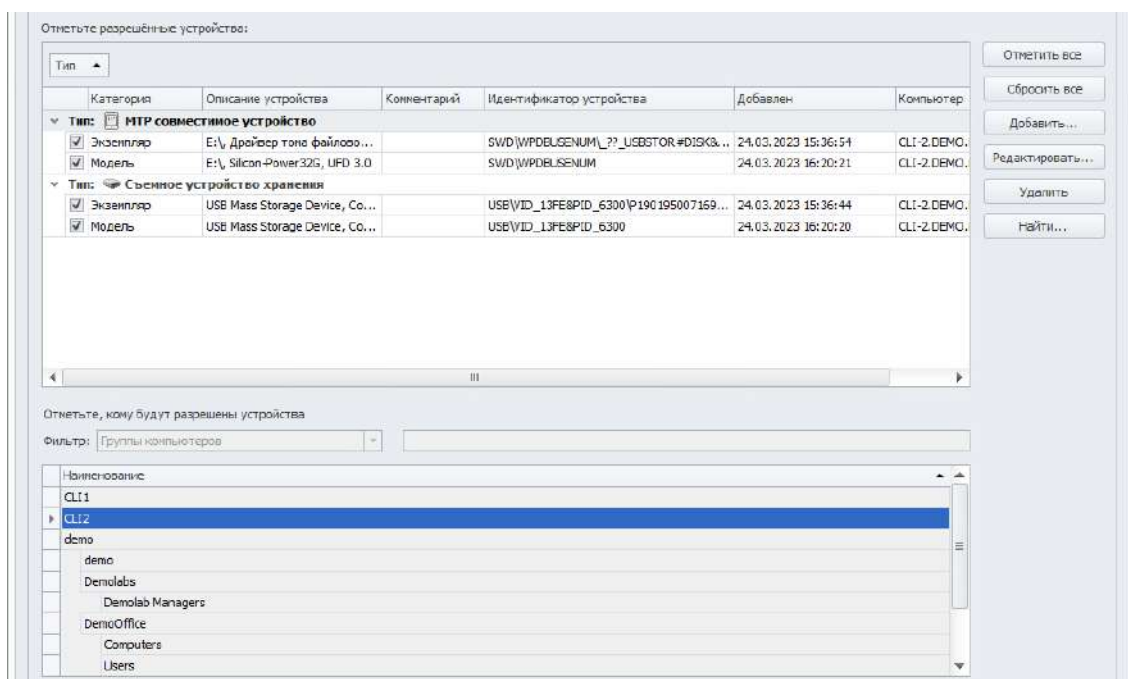 Отметьте разрешённые устройства:
Тип
Отметить все
Сбросить все
Добавить...
Редактировать...
Удалить
Найти...
Категория Описание устройства Комментарий Идентификатор устройства Добавлен Компьютер
Тип: MTP совместимое устройство
Экземпляр E:\, Драйвер тома файлово... SWD\WPDBUSENUM\_??_USBSTOR#DISK&... 24.03.2023 15:36:54 CLI-2.DEMO.
Модель E:\, Silicon-Power32G, UFD 3.0 SWD\WPDBUSENUM 24.03.2023 16:20:21 CLI-2.DEMO.
Тип: Съемное устройство хранения
Экземпляр USB Mass Storage Device, Co... USB\VID_13FE&PID_6300\P190195007169... 24.03.2023 15:36:44 CLI-2.DEMO.
Модель USB Mass Storage Device, Co... USB\VID_13FE&PID_6300 24.03.2023 16:20:20 CLI-2.DEMO.
Отметьте, кому будут разрешены устройства
Фильтр: Группы компьютеров
Наименование
CLI1
CLI2
demo
demo
Demolabs
Demolab Managers
DemoOffice
Computers
Users